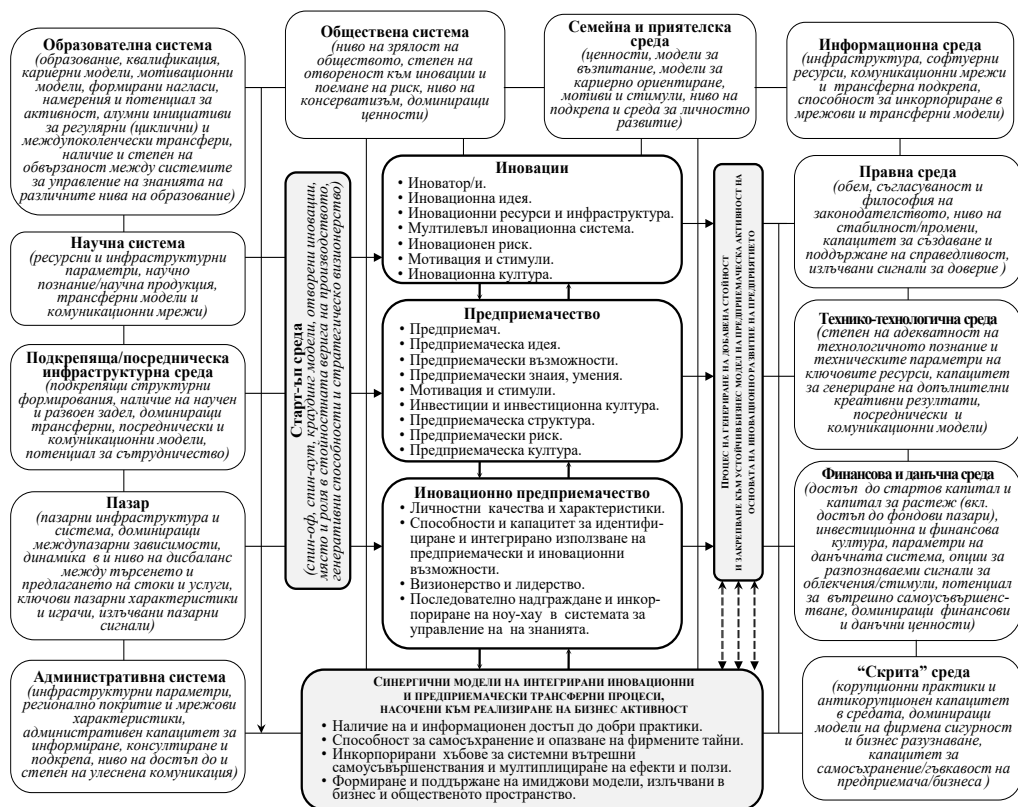 Образователна система
(образование, квалификация,
кариерни модели, мотивационни
модели, формирани нагласи,
намерения и потенциал за
активност, алумни инициативи
за регулярни (циклични) и
междупоколенчески трансфери,
наличие и степен на
обвързаност между системите
за управление на знанията на
различните нива на образование)
Научна система
(ресурсни и инфраструктурни
параметри, научно
познание/научна продукция,
трансферни модели и
комуникационни мрежи)
Подкрепяща/посредническа
инфраструктурна среда
(подкрепящи структурни
формирования, наличие на научен
и развоен задел, доминиращи
трансферни, посреднически и
комуникационни модели,
потенциал за сътрудничество)
Пазар
(пазарни инфраструктура и
система, доминиращи
междупазарни зависимости,
динамика в и ниво на дисбаланс
между търсенето и
предлагането на стоки и услуги,
ключови пазарни характеристики
и играчи, излъчвани пазарни
сигнали)
Административна система
(инфраструктурни параметри,
регионално покритие и мрежови
характеристики,
административен капацитет за
информиране, консултиране и
подкрепа, ниво на достъп до и
степен на улеснена комуникация)
Обществена система
(ниво на зрялост на
обществото, степен на
отвореност към иновации и
поемане на риск, ниво на
консерватизъм, доминиращи
ценности)
Семейна и приятелска
среда
(ценности, модели за
възпитание, модели за
кариерно ориентиране,
мотиви и стимули, ниво на
подкрепа и среда за личностно
развитие)
Старт-ъп среда
(спин-оф, спин-аут, краудинг модели, отворени иновации,
място и роля в стойностната верига на производството,
генеративни способности и стратегическо визионерство)
Иновации
• Иноватор/и.
• Иновационна идея.
• Иновационни ресурси и инфраструктура.
• Мултилевъл иновационна система.
• Иновационен риск.
• Мотивация и стимули.
• Иновационна култура.
Предприемачество
• Предприемач.
• Предприемаческа идея.
• Предприемачески възможности.
• Предприемачески знаия, умения.
• Мотивация и стимули.
• Инвестиции и инвестиционна култура.
• Предприемаческа структура.
• Предприемачески риск.
• Предприемаческа култура.
Иновационно предприемачество
• Личностни качества и характеристики.
• Способности и капацитет за идентифи-
циране и интегрирано използване на
предприемачески и иновационни
възможности.
• Визионерство и лидерство.
• Последователно надграждане и инкор-
пориране на ноу-хау в системата за
управление на на знанията.
ПРОЦЕС НА ГЕНЕРИРАНЕ НА ДОБАВЕНА СТОЙНОСТ
И ЗАКРЕПВАНЕ КЪМ УСТОЙЧИВ БИЗНЕС МОДЕЛ НА ПРЕДПРИЕМАЧЕСКА АКТИВНОСТ НА
ОСНОВАТА НА ИНОВАЦИОННО РАЗВИТИЕ НА ПРЕДПРИЯТИЕТО
СИНЕРГИЧНИ МОДЕЛИ НА ИНТЕГРИРАНИ ИНОВАЦИОННИ
И ПРЕДПРИЕМАЧЕСКИ ТРАНСФЕРНИ ПРОЦЕСИ,
НАСОЧЕНИ КЪМ РЕАЛИЗИРАНЕ НА БИЗНЕС АКТИВНОСТ
• Наличие на и информационен достъп до добри практики.
• Способност за самосъхранение и опазване на фирмените тайни.
• Инкорпорирани хъбове за системни вътрешни
самоусъвършенствания и мултиплициране на ефекти и ползи.
• Формиране и поддържане на имиджови модели, излъчвани в
бизнес и общественото пространство.
Информационна среда
(инфраструктура, софтуерни
ресурси, комуникационни мрежи
и трансферна подкрепа,
способност за инкорпориране в
мрежови и трансферни модели)
Правна среда
(обем, съгласуваност и
философия на
законодателството, ниво на
стабилност/промени,
капацитет за създаване и
поддържане на справедливост,
излъчвани сигнали за доверие )
Технико-технологична среда
(степен на адекватност на
технологичното познание и
техническите параметри на
ключовите ресурси, капацитет
за генериране на допълнителни
креативни резултати,
посреднически и
комуникационни модели)
Финансова и данъчна среда
(достъп до стартов капитал и
капитал за растеж (вкл.
достъп до фондови пазари),
инвестиционна и финансова
култура, параметри на
данъчната система, опции за
разпознаваеми сигнали за
облекчения/стимули, потенциал
за вътрешно самоусъвършенс-
тване, доминиращи финансови
и данъчни ценности)
“Скрита” среда
(корупционни практики и
антикорупционен капацитет
в средата, доминиращи
модели на фирмена сигурност
и бизнес разузнаване,
капацитет за
самосъхранение/гъвкавост на
предприемача/бизнеса )